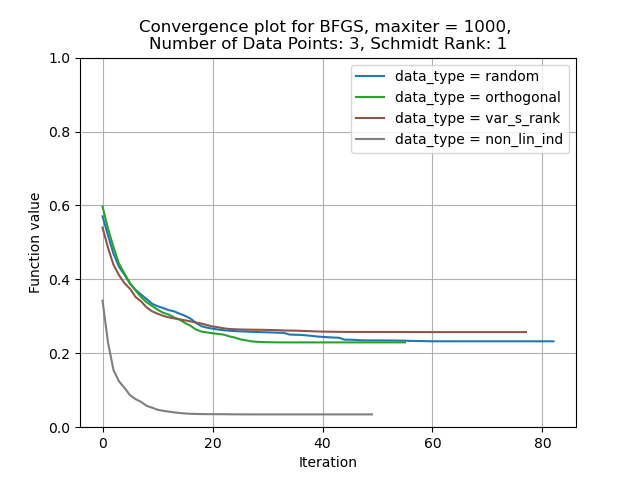 Convergence plot for BFGS, maxiter = 1000,
Number of Data Points: 3, Schmidt Rank: 1
data_type = random
data_type = orthogonal
data_type = var_s_rank
data_type = non_lin_ind
Function value
1.0
0.8
0.6
0.4
0.2
0.0
0 20 40 60 80
Iteration